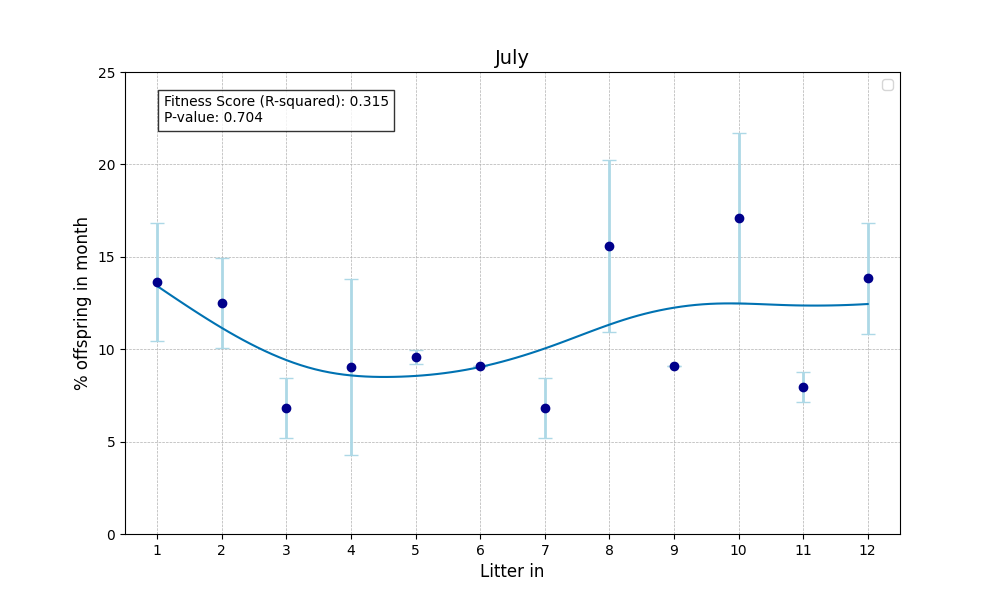 July
Fitness Score (R-squared): 0.315
P-value: 0.704
% offspring in month
25
20
15
10
5
0
1 2 3 4 5 6 7 8 9 10 11 12
Litter in